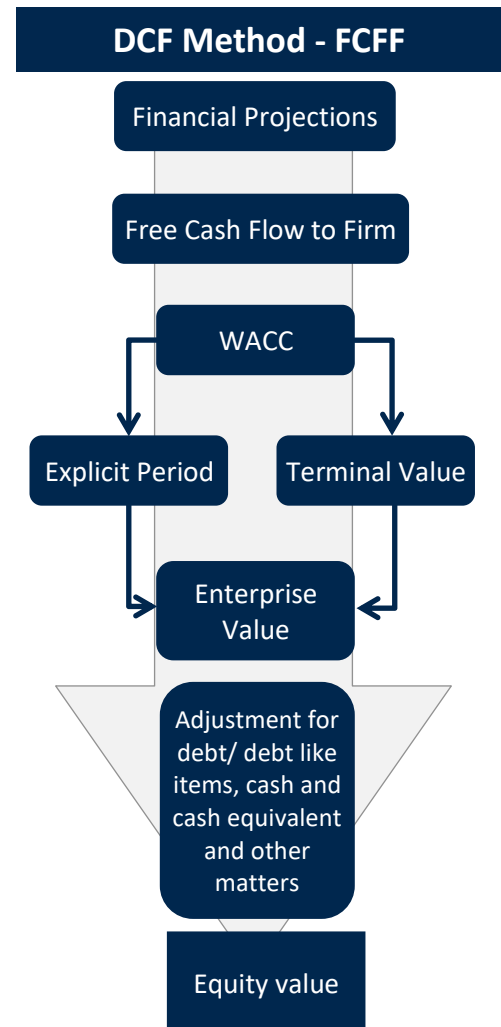 DCF Method - FCFF
Financial Projections
Free Cash Flow to Firm
WACC
Explicit Period
Terminal Value
Enterprise
Value
Adjustment for
debt/ debt like
items, cash and
cash equivalent
and other
matters
Equity value